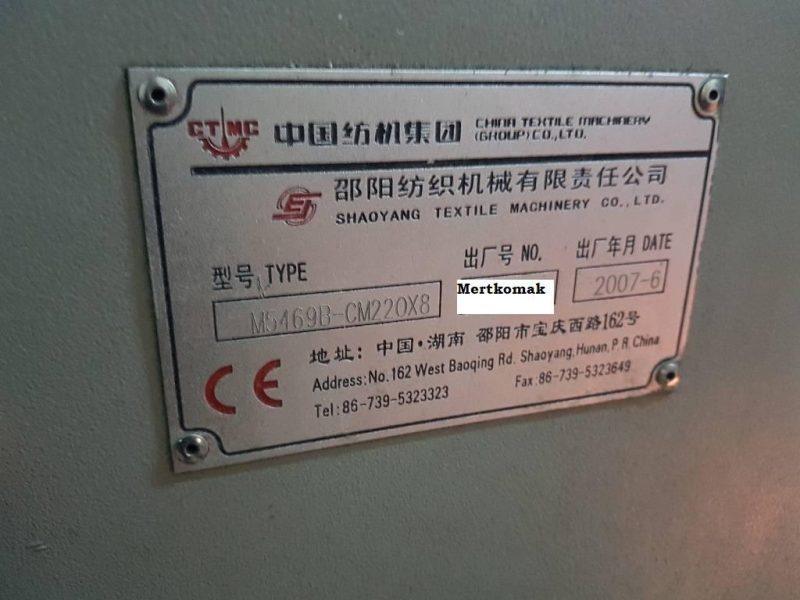 CTMC 中国纺机集团 CHINA TEXTILE MACHINERY
(GROUP) CO., LTD.
邵阳纺织机械有限责任公司
SHAOYANG TEXTILE MACHINERY CO., LTD.
型号 TYPE 出厂号 NO. 出厂年月 DATE
M5469B-CM220X8 Mertkomak 2007-6
地址: 中国·湖南 邵阳市宝庆西路162号
Address: No.162 West Baoqing Rd. Shaoyang, Hunan, P.R. China
Tel: 86-739-5323323 Fax: 86-739-5323649
CE